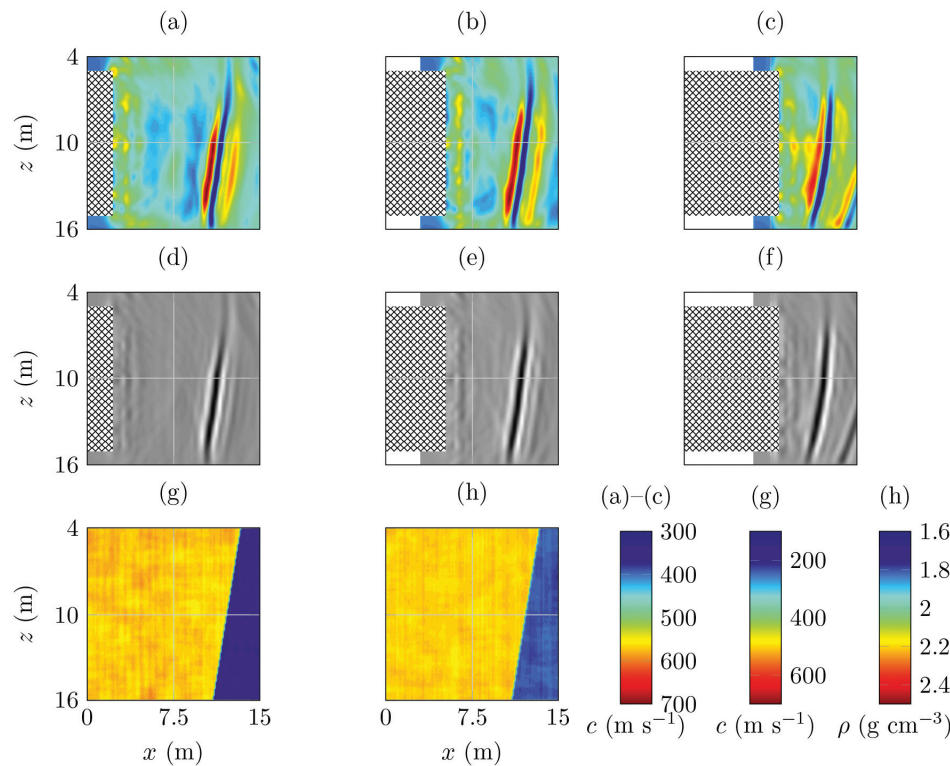 (a) (b) (c)
4
z (m)
10
16
(d) (e) (f)
4
z (m)
10
16
(g) (h) (a)–(c) (g) (h)
4 300 1.6
200
400 1.8
z (m) 10 500 400 2
600 2.2
600
16 700 2.4
0 7.5 15 0 7.5 15 c (m s⁻¹) c (m s⁻¹) ρ (g cm⁻³)
x (m) x (m)